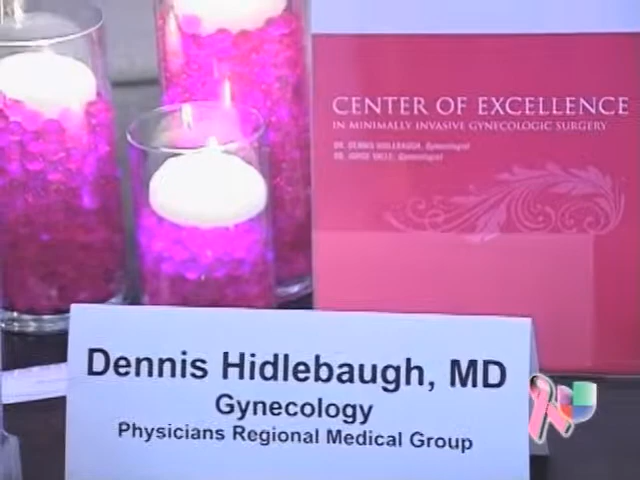 CENTER OF EXCELLENCE
IN MINIMALLY INVASIVE GYNECOLOGIC SURGERY
DR. DENNIS HIDLEBAUGH, Gynecologist
Gynecologist
Dennis Hidlebaugh, MD
Gynecology
Physicians Regional Medical Group